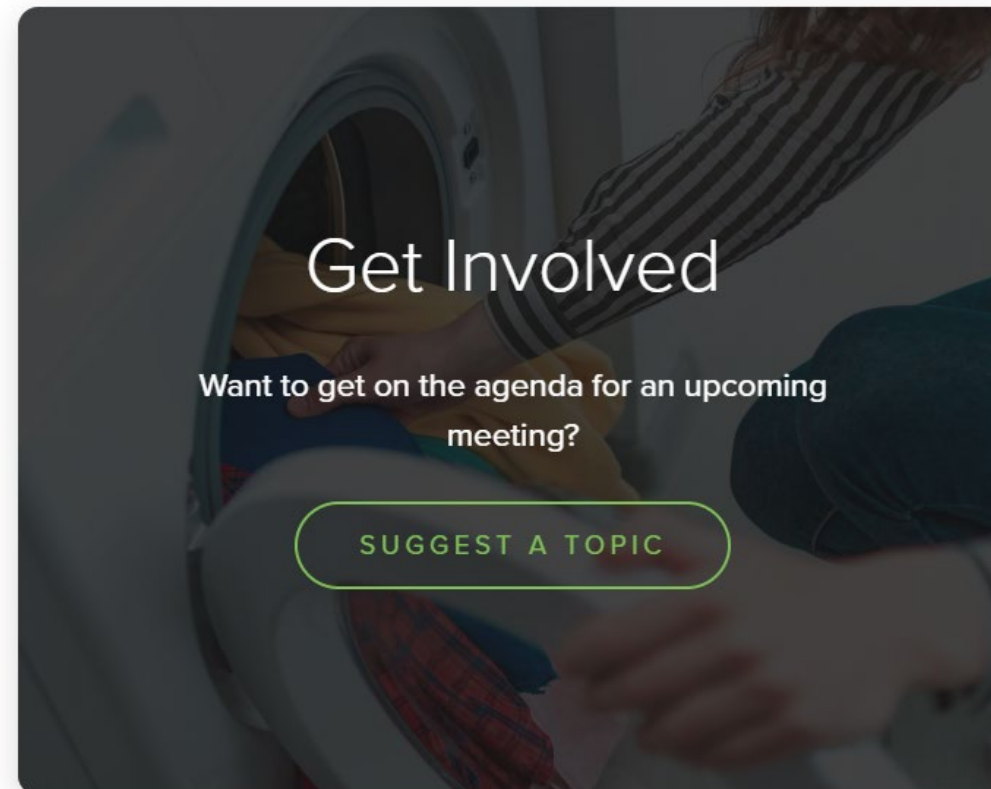 Get Involved
Want to get on the agenda for an upcoming
meeting?
SUGGEST A TOPIC